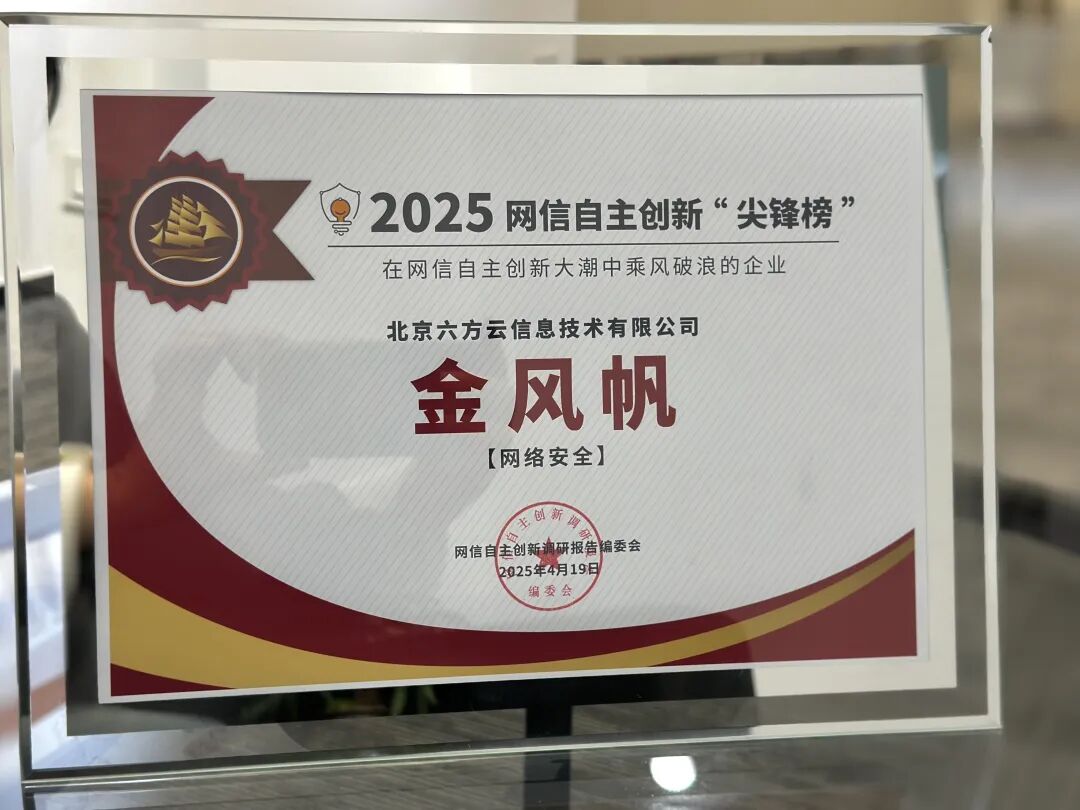 2025 网信自主创新“尖锋榜”
在网信自主创新大潮中乘风破浪的企业
北京六方云信息技术有限公司
金风帆
【网络安全】
网信自主创新调研报告编委会
2025年4月19日
编委会